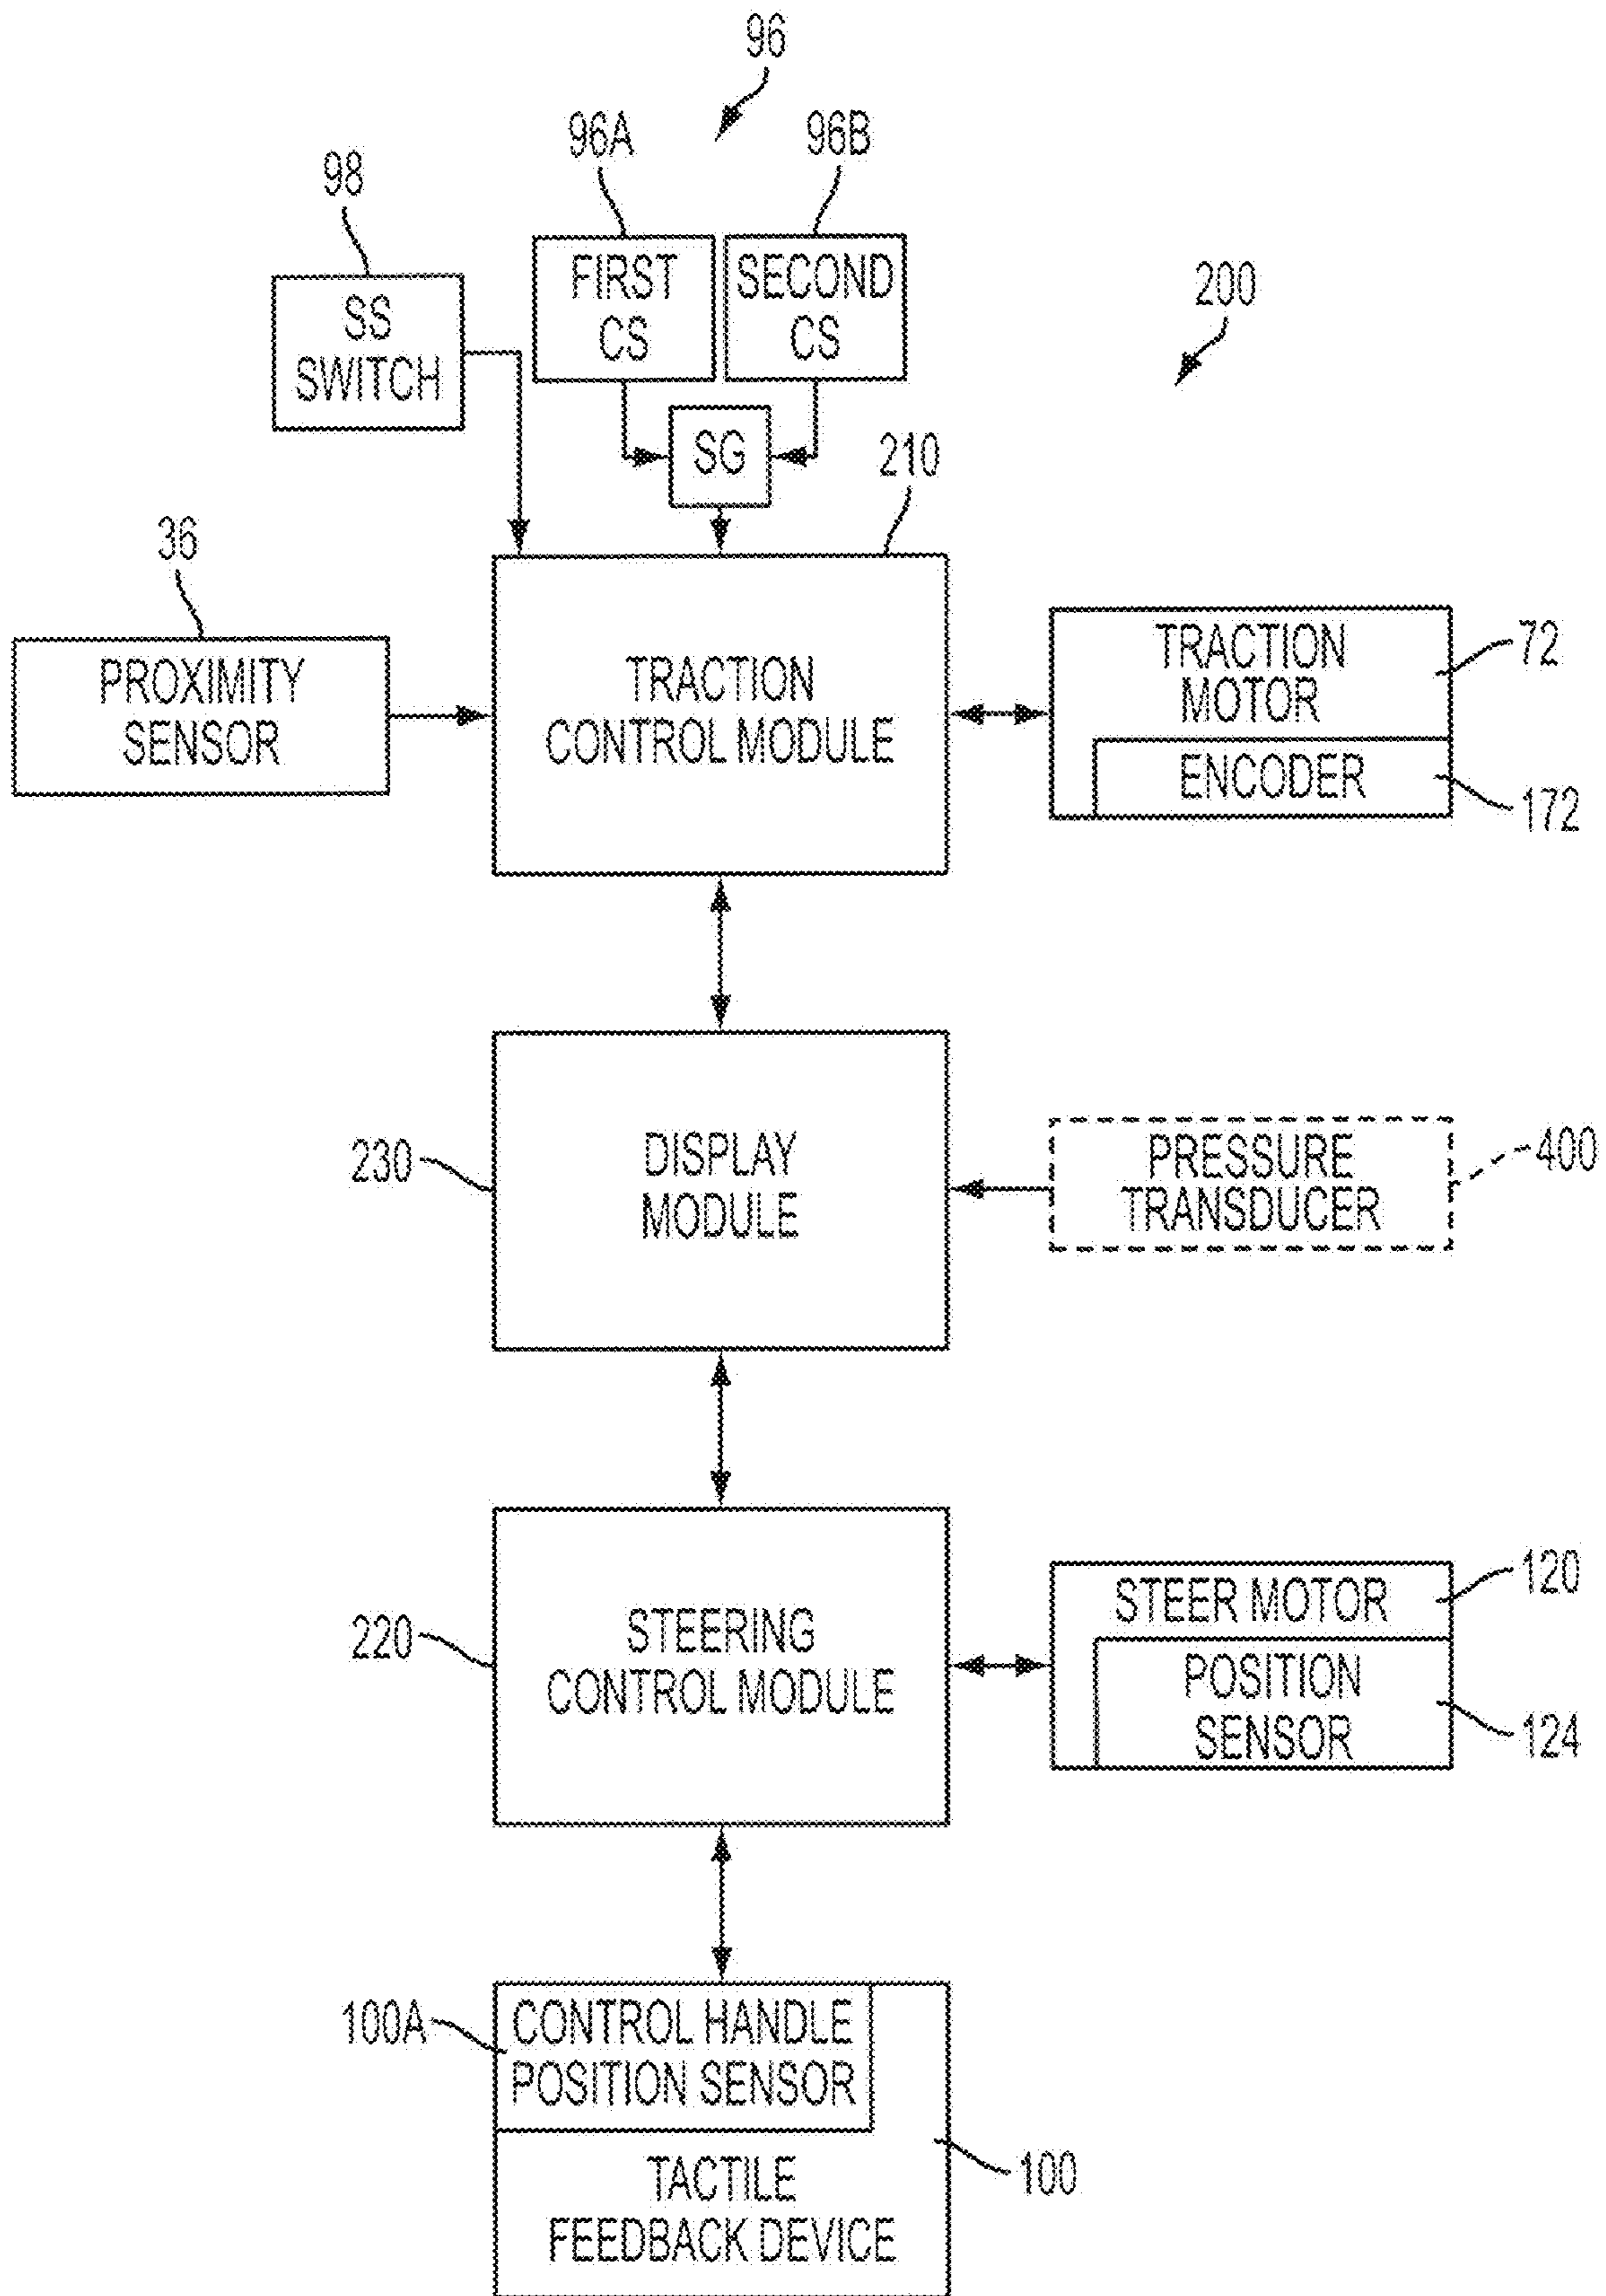 96
96A
96B
98
FIRST
CS
SECOND
CS
200
SS
SWITCH
SG
210
36
PROXIMITY
SENSOR
TRACTION
CONTROL MODULE
TRACTION
MOTOR
72
ENCODER
172
230
DISPLAY
MODULE
PRESSURE
TRANSDUCER
400
220
STEERING
CONTROL MODULE
STEER MOTOR
120
POSITION
SENSOR
124
100A
CONTROL HANDLE
POSITION SENSOR
TACTILE
FEEDBACK DEVICE
100